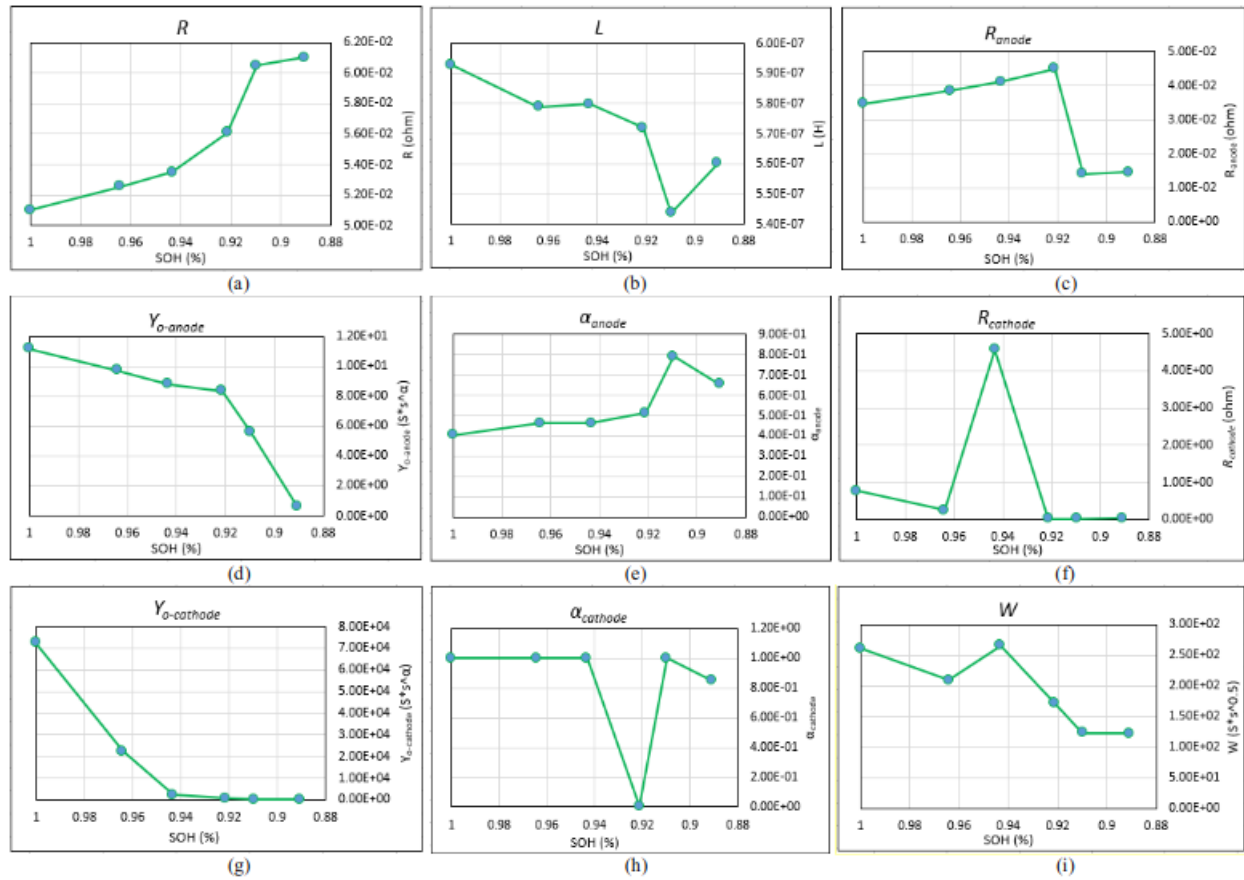 R
6.20E-02
6.00E-02
5.80E-02
5.60E-02
5.40E-02
5.20E-02
5.00E-02
R (ohm)
1 0.98 0.96 0.94 0.92 0.9 0.88
SOH (%)
(a)
L
6.00E-07
5.90E-07
5.80E-07
5.70E-07
5.60E-07
5.50E-07
5.40E-07
L (H)
1 0.98 0.96 0.94 0.92 0.9 0.88
SOH (%)
(b)
R_anode
5.00E-02
4.00E-02
3.00E-02
2.00E-02
1.00E-02
0.00E+00
R_anode (ohm)
1 0.98 0.96 0.94 0.92 0.9 0.88
SOH (%)
(c)
Y_o-anode
1.20E+01
1.00E+01
8.00E+00
6.00E+00
4.00E+00
2.00E+00
0.00E+00
Y_o-anode (S*s^α)
1 0.98 0.96 0.94 0.92 0.9 0.88
SOH (%)
(d)
α_anode
9.00E-01
8.00E-01
7.00E-01
6.00E-01
5.00E-01
4.00E-01
3.00E-01
2.00E-01
1.00E-01
0.00E+00
α_anode
1 0.98 0.96 0.94 0.92 0.9 0.88
SOH (%)
(e)
R_cathode
5.00E+00
4.00E+00
3.00E+00
2.00E+00
1.00E+00
0.00E+00
R_cathode (ohm)
1 0.98 0.96 0.94 0.92 0.9 0.88
SOH (%)
(f)
Y_o-cathode
8.00E+04
7.00E+04
6.00E+04
5.00E+04
4.00E+04
3.00E+04
2.00E+04
1.00E+04
0.00E+00
Y_o-cathode (S*s^α)
1 0.98 0.96 0.94 0.92 0.9 0.88
SOH (%)
(g)
α_cathode
1.20E+00
1.00E+00
8.00E-01
6.00E-01
4.00E-01
2.00E-01
0.00E+00
α_cathode
1 0.98 0.96 0.94 0.92 0.9 0.88
SOH (%)
(h)
W
3.00E+02
2.50E+02
2.00E+02
1.50E+02
1.00E+02
5.00E+01
0.00E+00
W (S*s^0.5)
1 0.98 0.96 0.94 0.92 0.9 0.88
SOH (%)
(i)